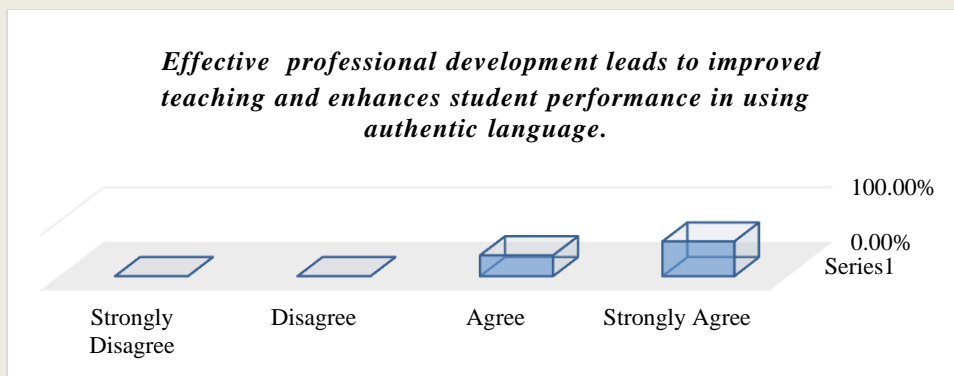 Effective professional development leads to improved
teaching and enhances student performance in using
authentic language.
100.00%
0.00%
Series1
Strongly
Disagree
Disagree
Agree
Strongly Agree